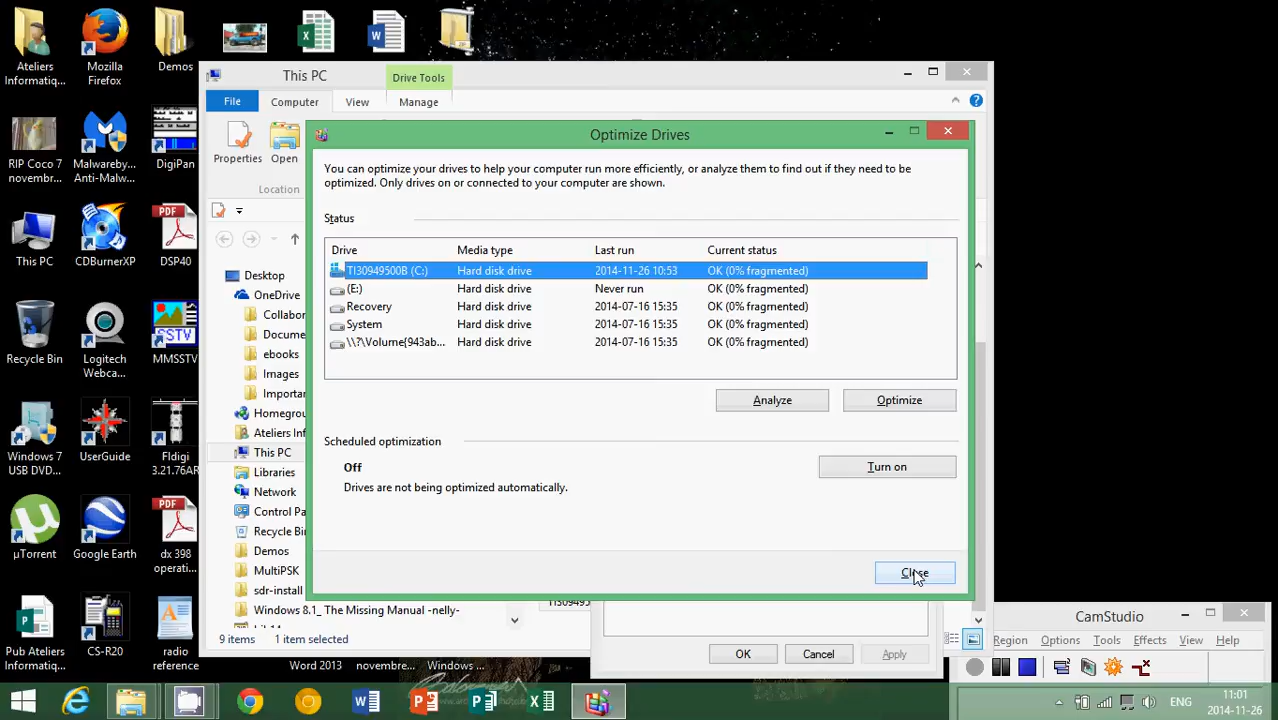 Ateliers
Informatiq...
Mozilla
Firefox
Demos
This PC
Drive Tools
File
Computer
View
Manage
Properties
Open
Location
RIP Coco 7
novembr...
Malwareby...
Anti-Malw...
DigiPan
This PC
CDBurnerXP
DSP40
Recycle Bin
Logitech
Webca...
MMSSTV
Windows 7
USB DVD...
UserGuide
Fldigi
3.21.76AR
µTorrent
Google Earth
dx 398
operati...
Pub Ateliers
Informatiq...
CS-R20
radio
reference
Desktop
OneDrive
Collabor
Docume
ebooks
Images
Importa
Homegrou
Ateliers Inf
This PC
Libraries
Network
Control Pa
Recycle Bin
Demos
MultiPSK
sdr-install
Windows 8.1_ The Missing Manual -nelly-
9 items 1 item selected
Optimize Drives
You can optimize your drives to help your computer run more efficiently, or analyze them to find out if they need to be
optimized. Only drives on or connected to your computer are shown.
Status
Drive Media type Last run Current status
TI30949500B (C:) Hard disk drive 2014-11-26 10:53 OK (0% fragmented)
(E:) Hard disk drive Never run OK (0% fragmented)
Recovery Hard disk drive 2014-07-16 15:35 OK (0% fragmented)
System Hard disk drive 2014-07-16 15:35 OK (0% fragmented)
\\?\Volume{943ab... Hard disk drive 2014-07-16 15:35 OK (0% fragmented)
Analyze
Optimize
Scheduled optimization
Off
Turn on
Drives are not being optimized automatically.
Close
TI309495
OK
Cancel
Apply
Word 2013
novembre...
Windows ...
CamStudio
Region Options Tools Effects View Help
ENG
11:01
2014-11-26